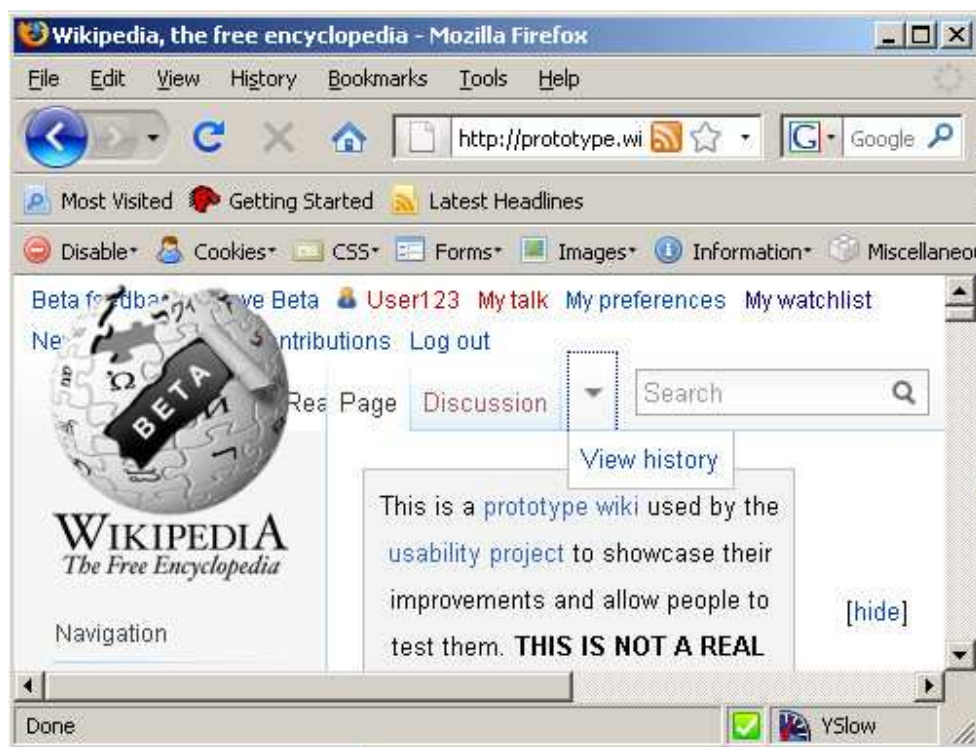 Wikipedia, the free encyclopedia - Mozilla Firefox
File Edit View History Bookmarks Tools Help
http://prototype.wi G Google
Most Visited Getting Started Latest Headlines
Disable Cookies CSS Forms Images Information Miscellaneo
Beta Beta User123 My talk My preferences My watchlist
Log out
Rea Page Discussion Search
BETA
View history
WIKIPEDIA
The Free Encyclopedia
This is a prototype wiki used by the
usability project to showcase their
improvements and allow people to
[hide]
test them. THIS IS NOT A REAL
Navigation
Done YSlow